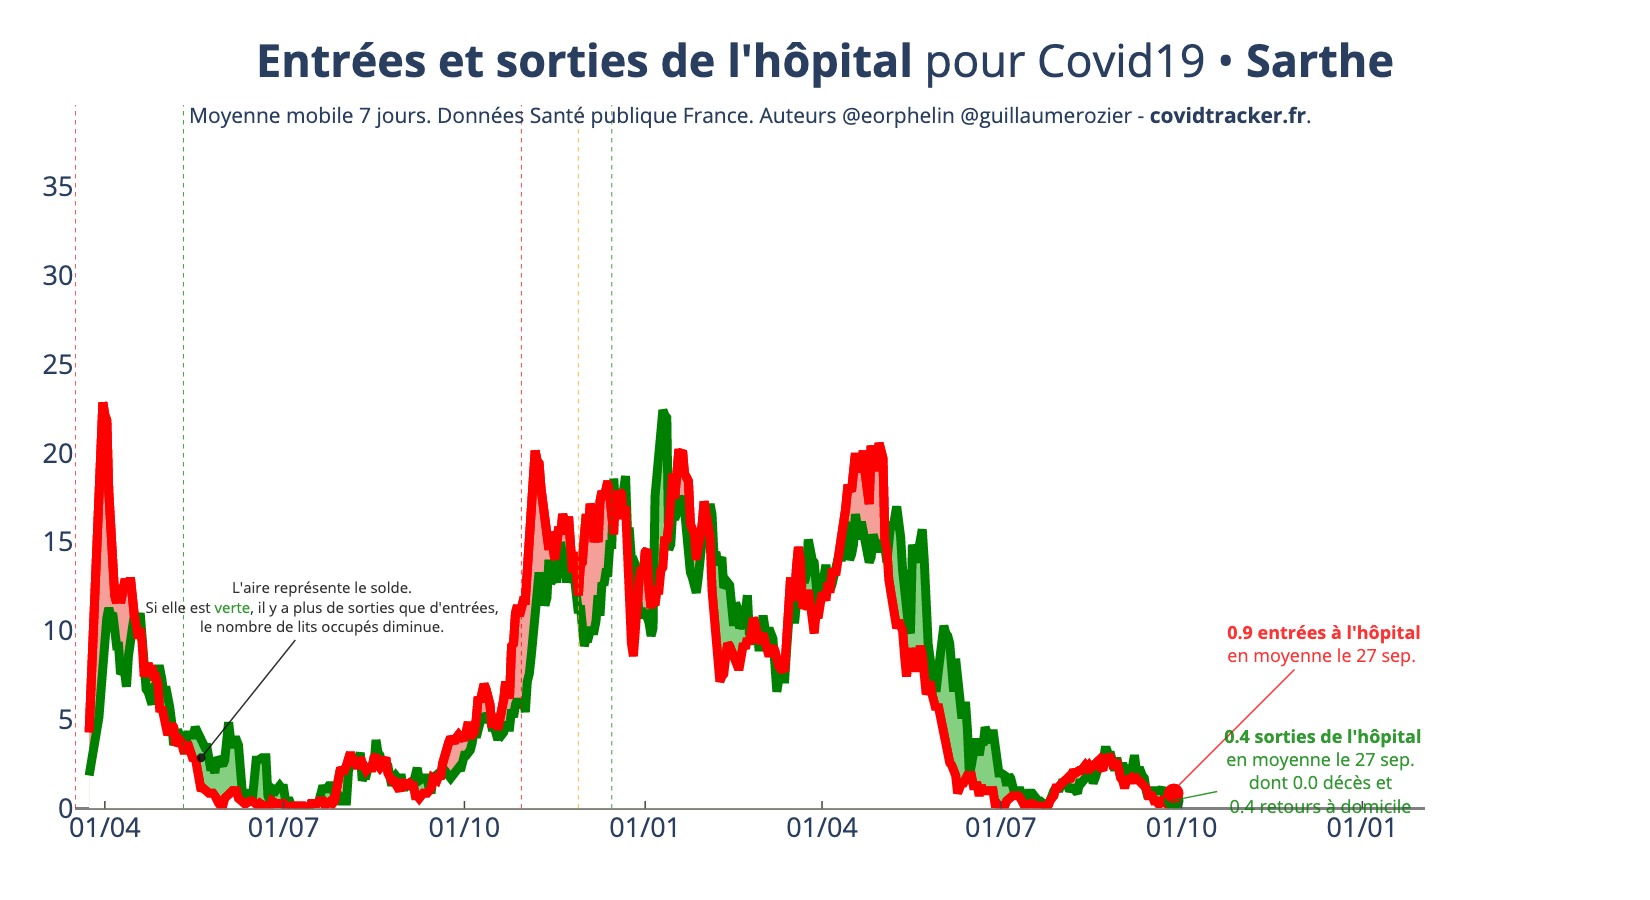 Entrées et sorties de l'hôpital pour Covid19 • Sarthe
Moyenne mobile 7 jours. Données Santé publique France. Auteurs @eorphelin @guillaumerozier - covidtracker.fr.
35
30
25
20
15
10
5
0
L'aire représente le solde.
Si elle est verte, il y a plus de sorties que d'entrées,
le nombre de lits occupés diminue.
0.9 entrées à l'hôpital
en moyenne le 27 sep.
0.4 sorties de l'hôpital
en moyenne le 27 sep.
dont 0.0 décès et
0.4 retours à domicile
01/04 01/07 01/10 01/01 01/04 01/07 01/10 01/01